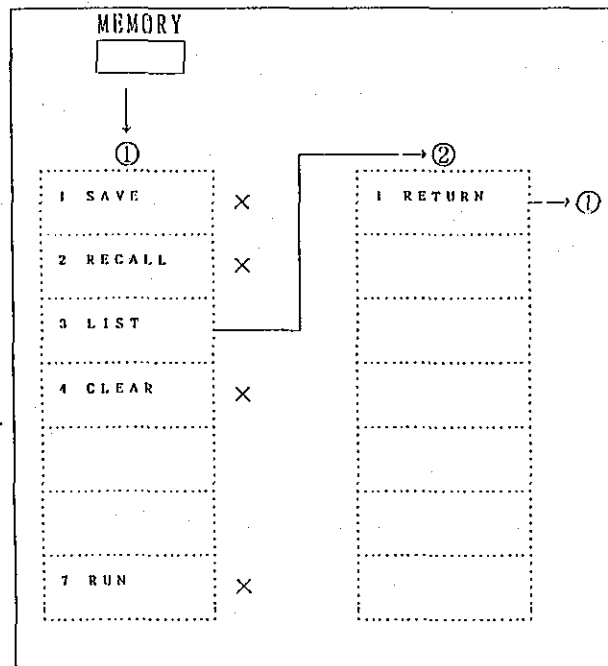 MEMORY
①
②
1 SAVE
×
1 RETURN
①
2 RECALL
×
3 LIST
4 CLEAR
×
7 RUN
×